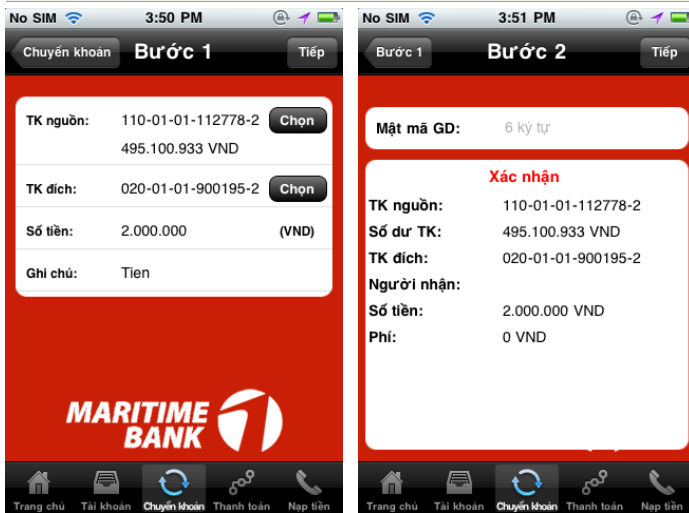 No SIM 3:50 PM
Chuyển khoản Bước 1 Tiếp
TK nguồn: 110-01-01-112778-2 Chọn
495.100.933 VND
TK đích: 020-01-01-900195-2 Chọn
Số tiền: 2.000.000 (VND)
Ghi chú: Tien
MARITIME
BANK
Trang chủ Tài khoản Chuyển khoản Thanh toán Nạp tiền
No SIM 3:51 PM
Bước 1 Bước 2 Tiếp
Mật mã GD: 6 ký tự
Xác nhận
TK nguồn: 110-01-01-112778-2
Số dư TK: 495.100.933 VND
TK đích: 020-01-01-900195-2
Người nhận:
Số tiền: 2.000.000 VND
Phí: 0 VND
Trang chủ Tài khoản Chuyển khoản Thanh toán Nạp tiền